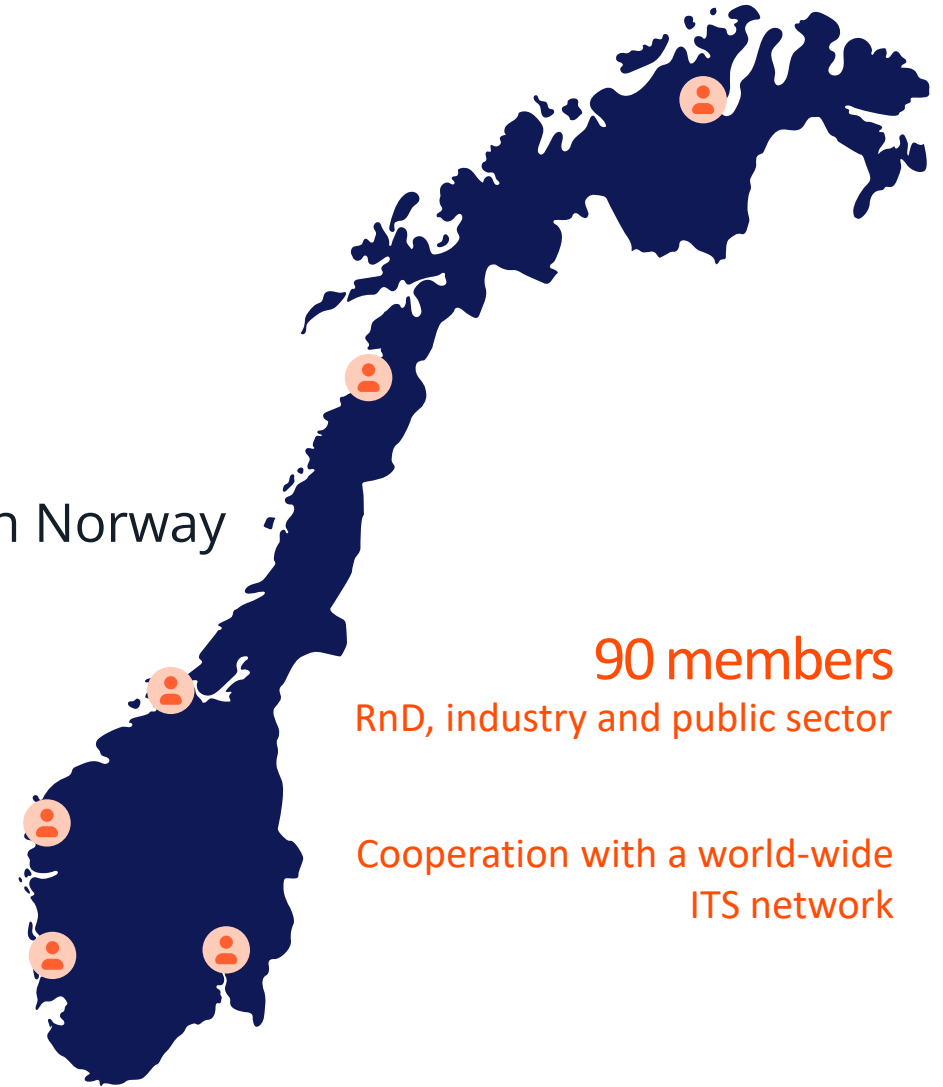 n Norway
90 members
RnD, industry and public sector
Cooperation with a world-wide
ITS network